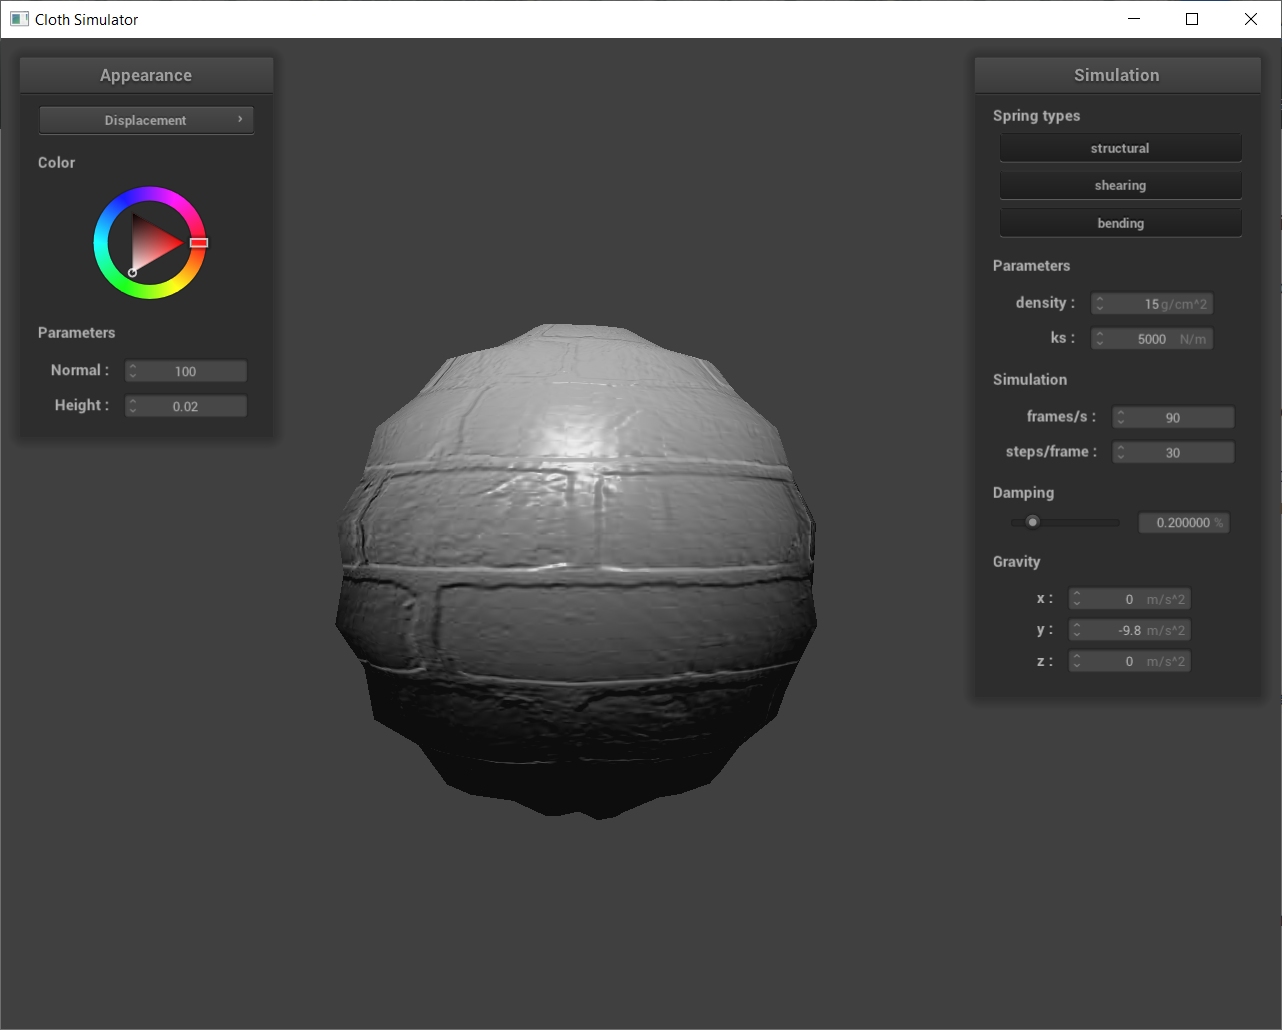 Cloth Simulator
Appearance
Displacement
Color
Parameters
Normal : 100
Height : 0.02
Simulation
Spring types
structural
shearing
bending
Parameters
density : 15 g/cm^2
ks : 5000 N/m
Simulation
frames/s : 90
steps/frame : 30
Damping
0.200000 %
Gravity
x : 0 m/s^2
y : -9.8 m/s^2
z : 0 m/s^2